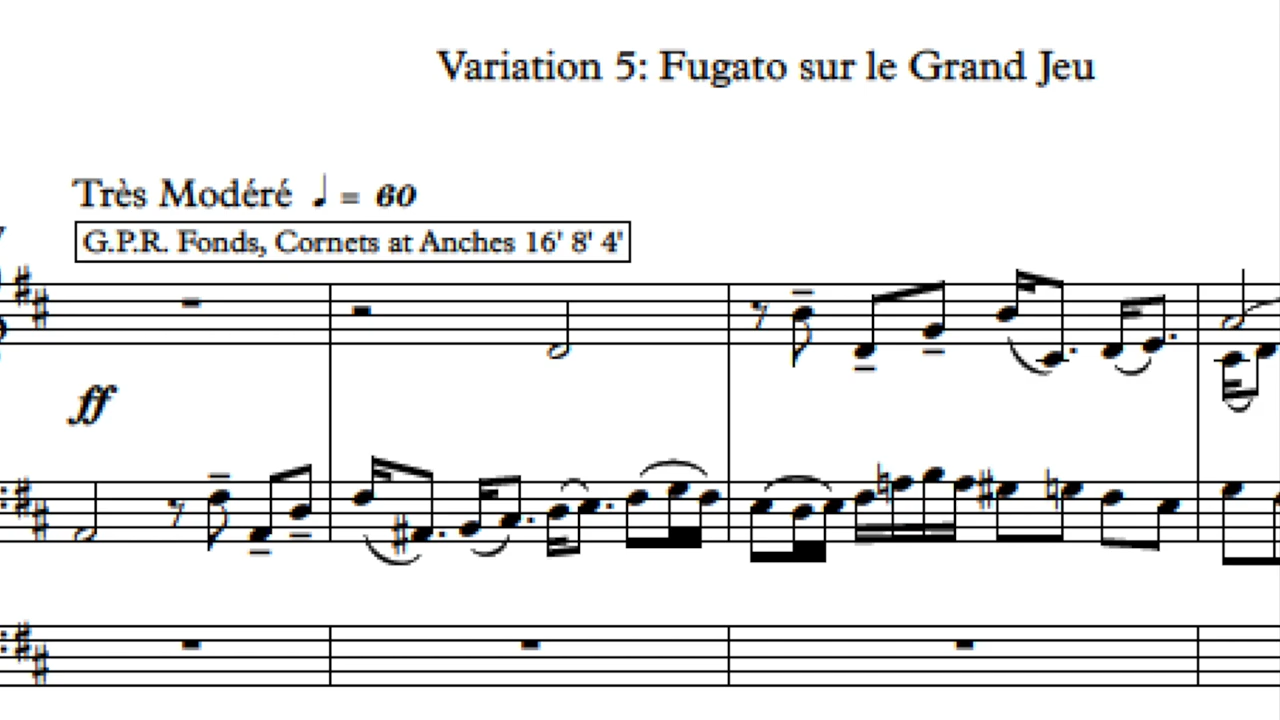 Variation 5: Fugato sur le Grand Jeu
Très Modéré ♩ = 60
G.P.R. Fonds, Cornets at Anches 16' 8' 4'
ff